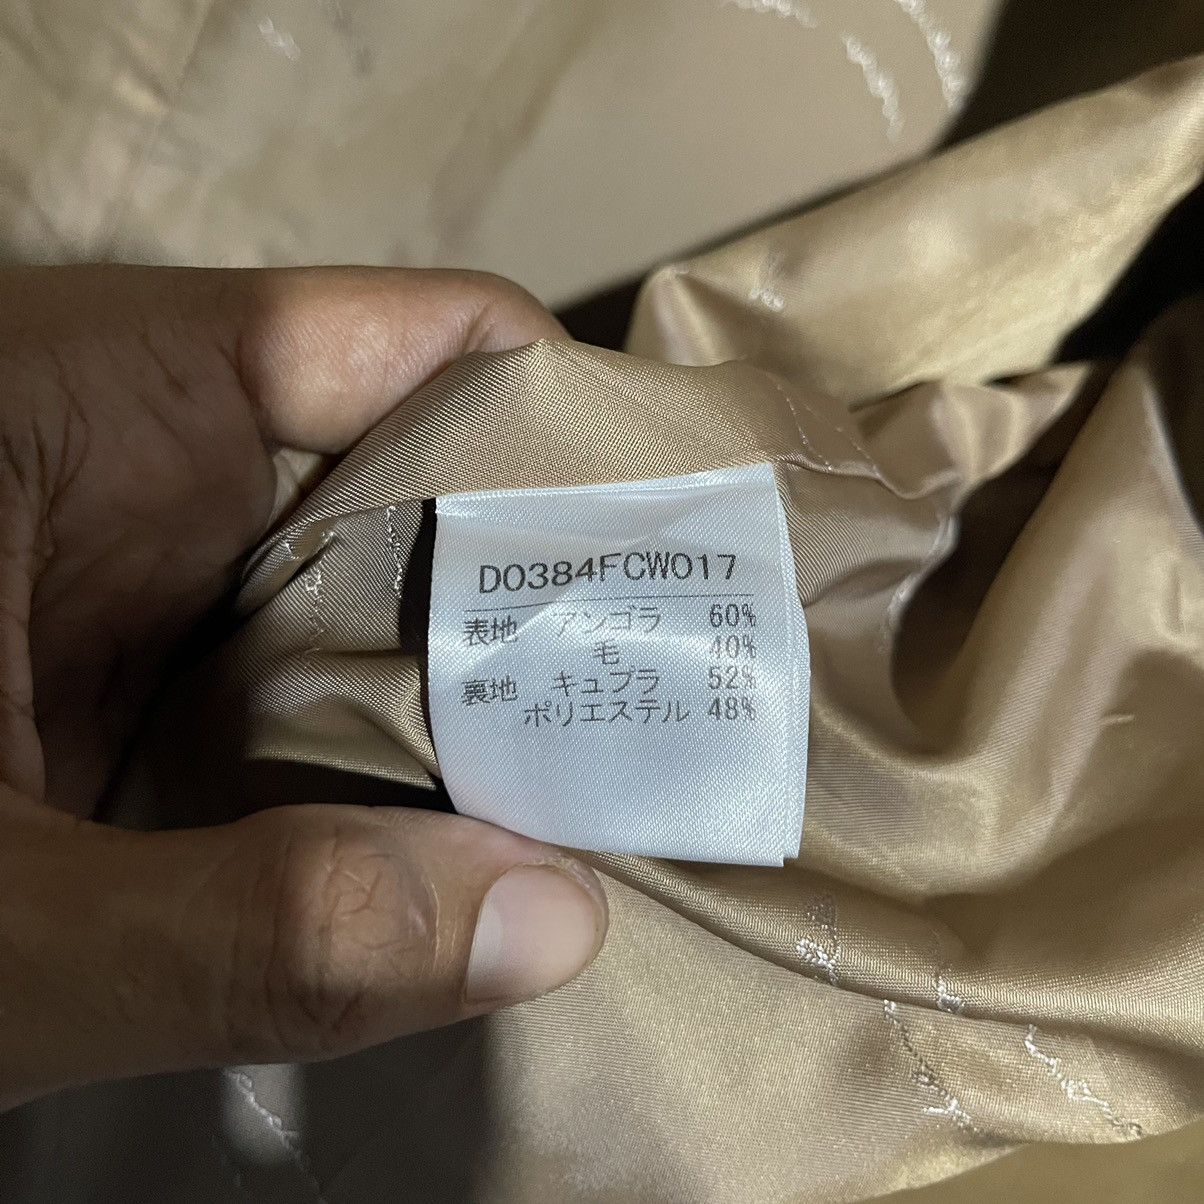 D0384FCW017
表地 アンゴラ 60%
毛 40%
裏地 キュプラ 52%
ポリエステル 48%